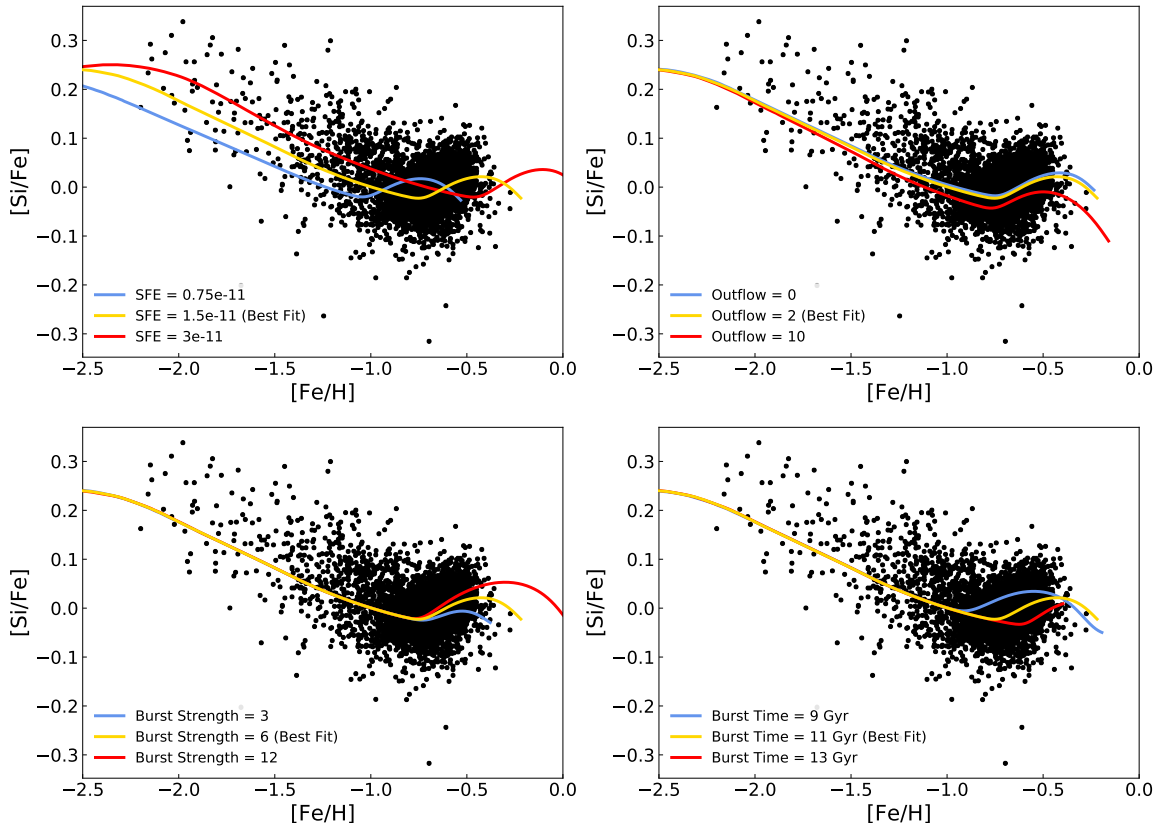 0.3
0.2
0.1
0.0
−0.1
−0.2
−0.3
[Si/Fe]
SFE = 0.75e-11
SFE = 1.5e-11 (Best Fit)
SFE = 3e-11
−2.5 −2.0 −1.5 −1.0 −0.5 0.0
[Fe/H]
0.3
0.2
0.1
0.0
−0.1
−0.2
−0.3
[Si/Fe]
Outflow = 0
Outflow = 2 (Best Fit)
Outflow = 10
−2.5 −2.0 −1.5 −1.0 −0.5 0.0
[Fe/H]
0.3
0.2
0.1
0.0
−0.1
−0.2
−0.3
[Si/Fe]
Burst Strength = 3
Burst Strength = 6 (Best Fit)
Burst Strength = 12
−2.5 −2.0 −1.5 −1.0 −0.5 0.0
[Fe/H]
0.3
0.2
0.1
0.0
−0.1
−0.2
−0.3
[Si/Fe]
Burst Time = 9 Gyr
Burst Time = 11 Gyr (Best Fit)
Burst Time = 13 Gyr
−2.5 −2.0 −1.5 −1.0 −0.5 0.0
[Fe/H]